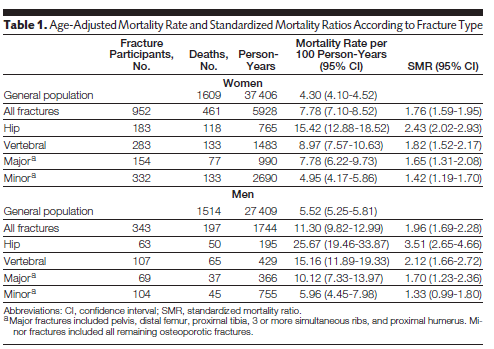 Table 1. Age-Adjusted Mortality Rate and Standardized Mortality Ratios According to Fracture Type
Fracture Participants, No. Deaths, No. Person-Years Mortality Rate per 100 Person-Years (95% CI) SMR (95% CI)
Women
General population 1609 37 406 4.30 (4.10-4.52)
All fractures 952 461 5928 7.78 (7.10-8.52) 1.76 (1.59-1.95)
Hip 183 118 765 15.42 (12.88-18.52) 2.43 (2.02-2.93)
Vertebral 283 133 1483 8.97 (7.57-10.63) 1.82 (1.52-2.17)
Major a 154 77 990 7.78 (6.22-9.73) 1.65 (1.31-2.08)
Minor a 332 133 2690 4.95 (4.17-5.86) 1.42 (1.19-1.70)
Men
General population 1514 27 409 5.52 (5.25-5.81)
All fractures 343 197 1744 11.30 (9.82-12.99) 1.96 (1.69-2.28)
Hip 63 50 195 25.67 (19.46-33.87) 3.51 (2.65-4.66)
Vertebral 107 65 429 15.16 (11.89-19.33) 2.12 (1.66-2.72)
Major a 69 37 366 10.12 (7.33-13.97) 1.70 (1.23-2.36)
Minor a 104 45 755 5.96 (4.45-7.98) 1.33 (0.99-1.80)
Abbreviations: CI, confidence interval; SMR, standardized mortality ratio.
a Major fractures included pelvis, distal femur, proximal tibia, 3 or more simultaneous ribs, and proximal humerus. Mi-
nor fractures included all remaining osteoporotic fractures.